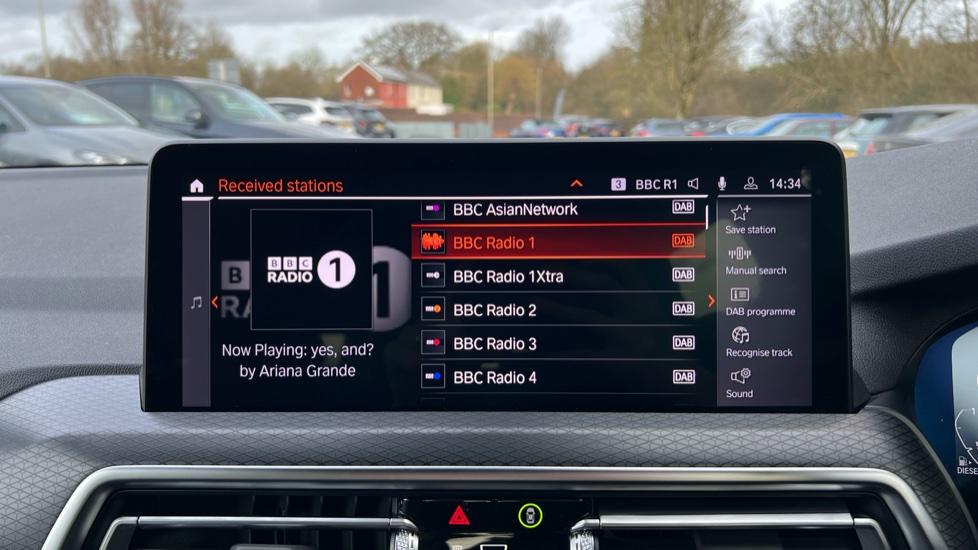 Received stations
3 BBC R1 14:34
BBC AsianNetwork DAB
BBC Radio 1 DAB
BBC Radio 1Xtra DAB
BBC Radio 2 DAB
BBC Radio 3 DAB
BBC Radio 4 DAB
BBC
RADIO 1
B
RA
Now Playing: yes, and?
by Ariana Grande
Save station
Manual search
DAB programme
Recognise track
Sound
1
DIESE